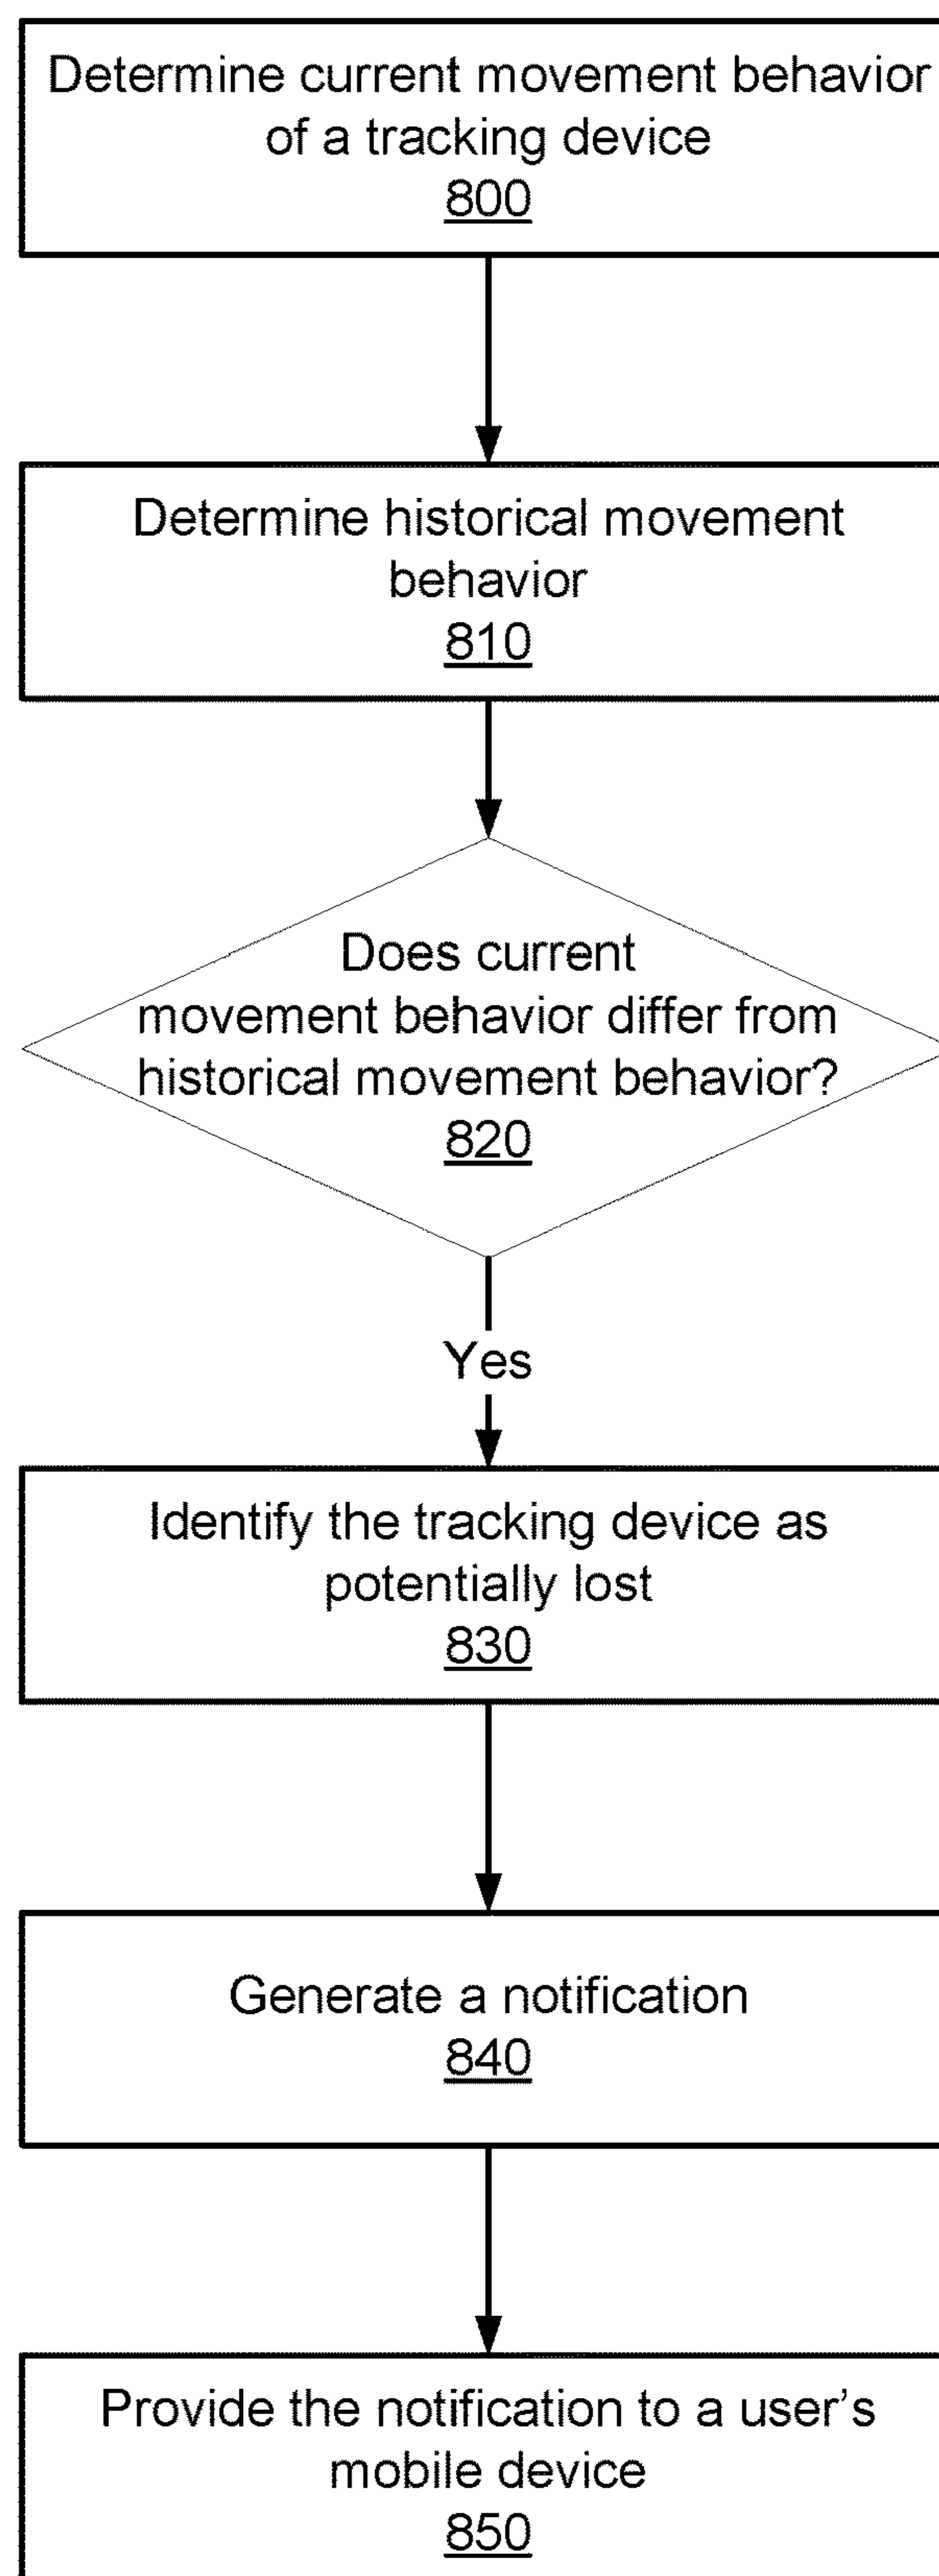 Determine current movement behavior
of a tracking device
800
Determine historical movement
behavior
810
Does current
movement behavior differ from
historical movement behavior?
820
Yes
Identify the tracking device as
potentially lost
830
Generate a notification
840
Provide the notification to a user's
mobile device
850